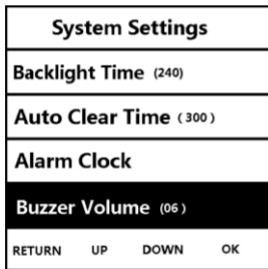 System Settings
Backlight Time (240)
Auto Clear Time (300)
Alarm Clock
Buzzer Volume (06)
RETURN UP DOWN OK